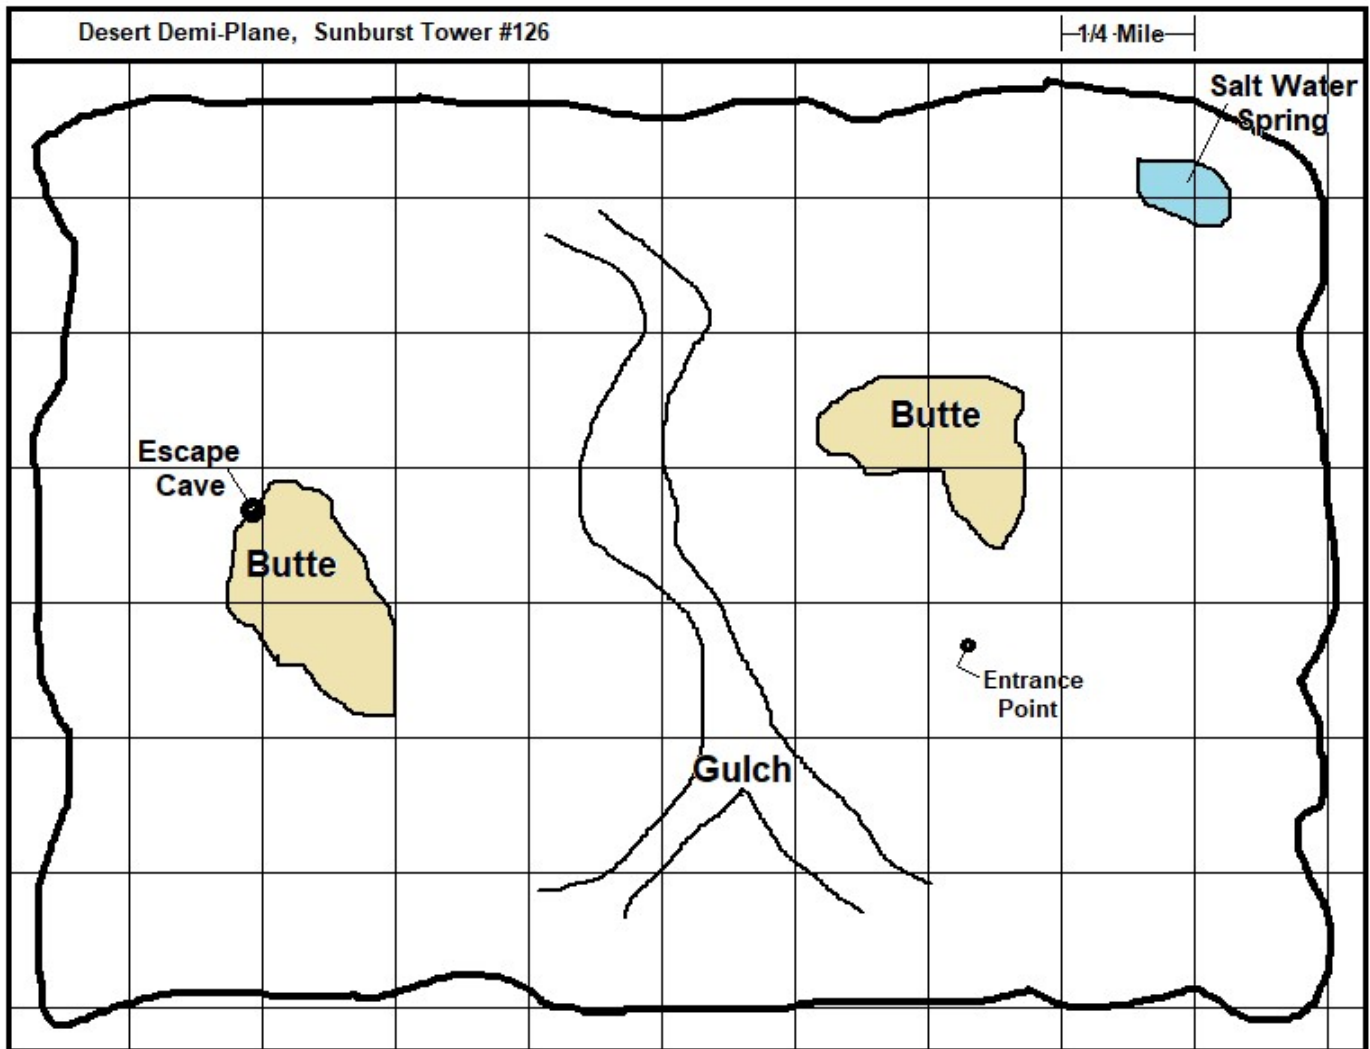 Desert Demi-Plane, Sunburst Tower #126
1/4 Mile
Salt Water
Spring
Butte
Escape
Cave
Butte
Entrance
Point
Gulch